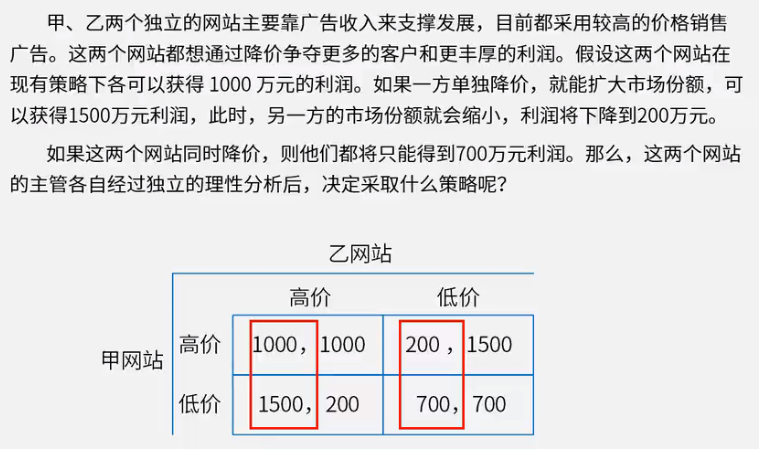 甲、乙两个独立的网站主要靠广告收入来支撑发展，目前都采用较高的价格销售
广告。这两个网站都想通过降价争夺更多的客户和更丰厚的利润。假设这两个网站在
现有策略下各可以获得 1000 万元的利润。如果一方单独降价，就能扩大市场份额，可
以获得1500万元利润，此时，另一方的市场份额就会缩小，利润将下降到200万元。
如果这两个网站同时降价，则他们都将只能得到700万元利润。那么，这两个网站
的主管各自经过独立的理性分析后，决定采取什么策略呢？
乙网站
高价 低价
甲网站
高价 1000，1000 200，1500
低价 1500，200 700，700